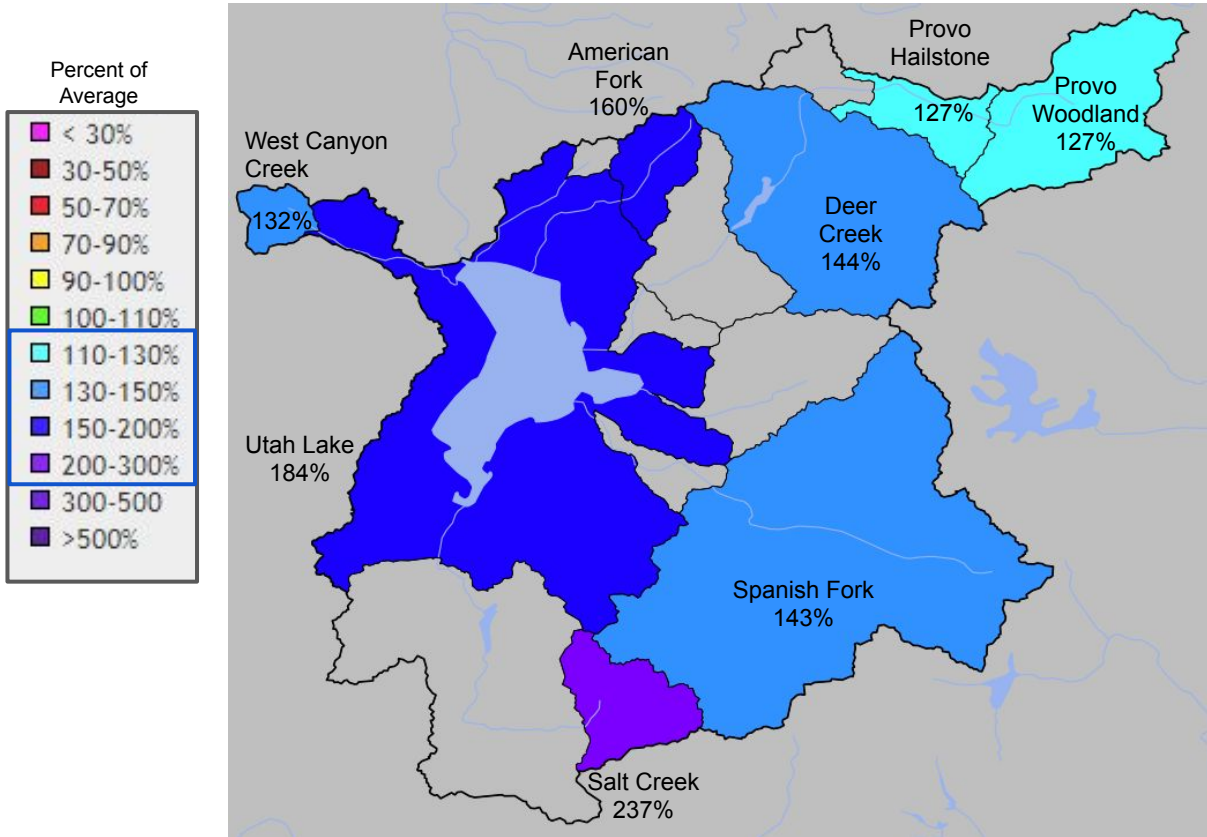 Percent of
Average
< 30%
30-50%
50-70%
70-90%
90-100%
100-110%
110-130%
130-150%
150-200%
200-300%
300-500
>500%
American
Fork
160%
Provo
Hailstone
127%
Provo
Woodland
127%
West Canyon
Creek
132%
Deer
Creek
144%
Utah Lake
184%
Spanish Fork
143%
Salt Creek
237%